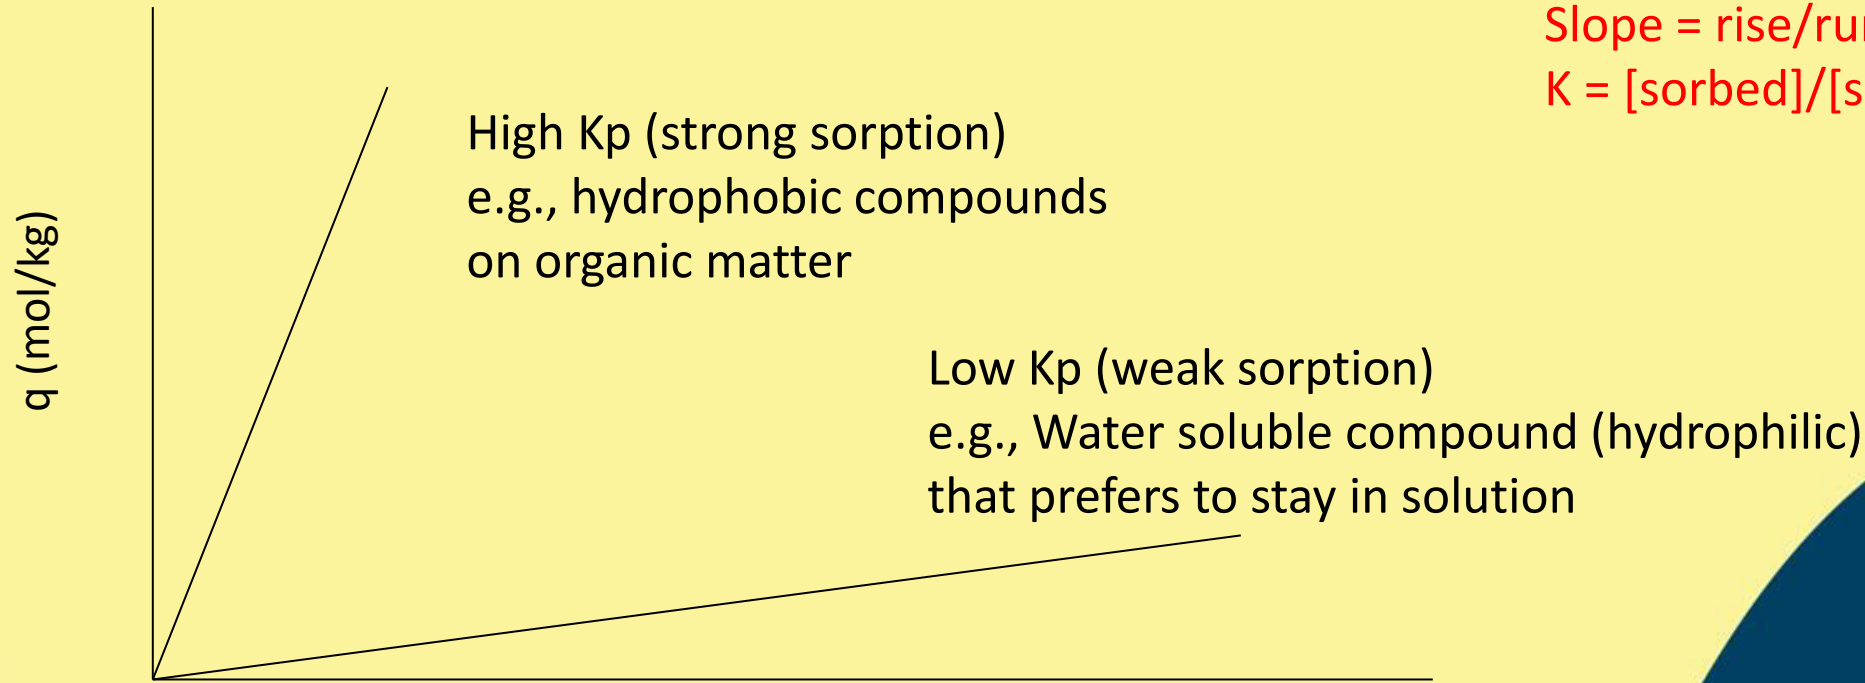 Slope = rise/ru
K = [sorbed]/[s
High Kp (strong sorption)
e.g., hydrophobic compounds
on organic matter
q (mol/kg)
Low Kp (weak sorption)
e.g., Water soluble compound (hydrophilic)
that prefers to stay in solution